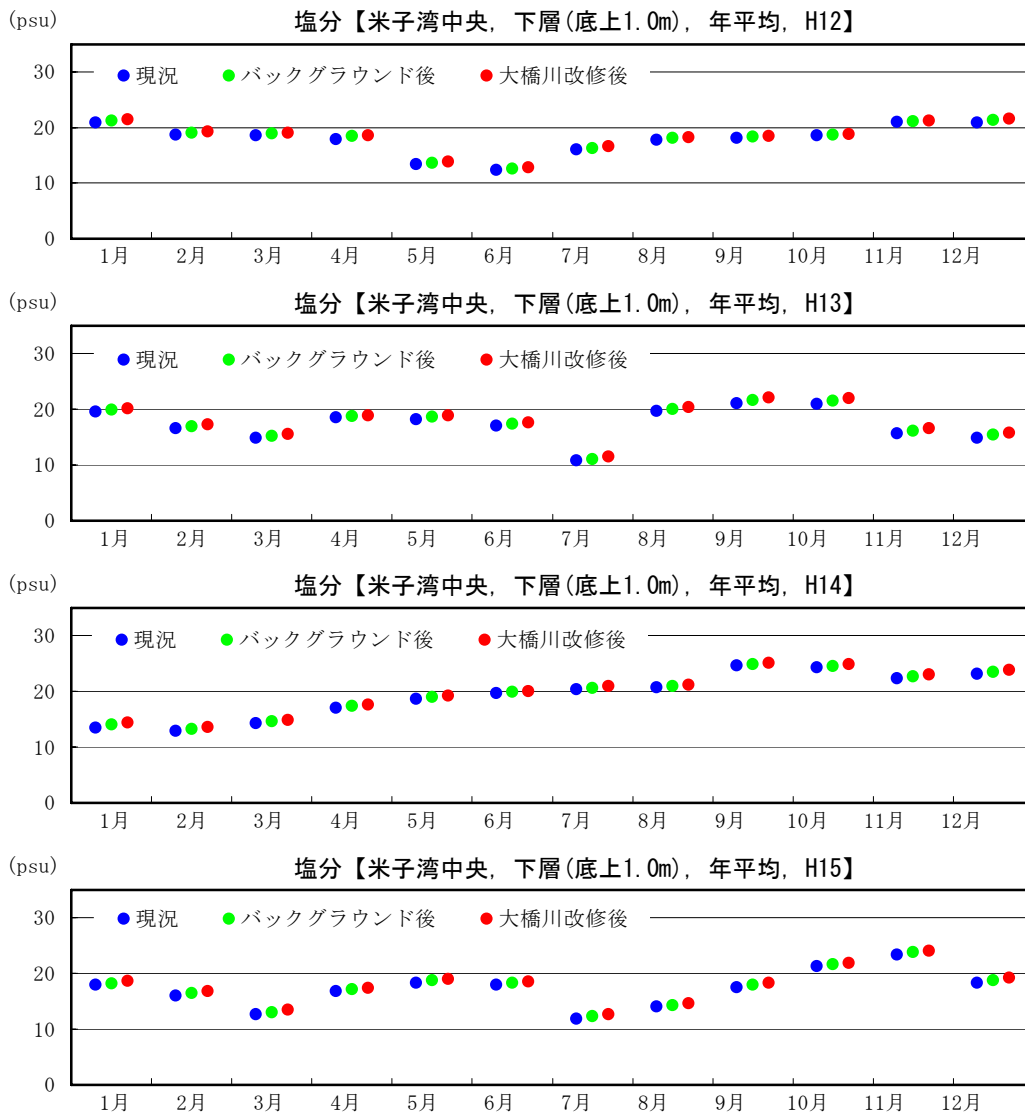 (psu) 塩分【米子湾中央, 下層(底上1.0m), 年平均, H12】
30
● 現況 ● バックグラウンド後 ● 大橋川改修後
20
10
0
1月 2月 3月 4月 5月 6月 7月 8月 9月 10月 11月 12月
(psu) 塩分【米子湾中央, 下層(底上1.0m), 年平均, H13】
30
● 現況 ● バックグラウンド後 ● 大橋川改修後
20
10
0
1月 2月 3月 4月 5月 6月 7月 8月 9月 10月 11月 12月
(psu) 塩分【米子湾中央, 下層(底上1.0m), 年平均, H14】
30
● 現況 ● バックグラウンド後 ● 大橋川改修後
20
10
0
1月 2月 3月 4月 5月 6月 7月 8月 9月 10月 11月 12月
(psu) 塩分【米子湾中央, 下層(底上1.0m), 年平均, H15】
30
● 現況 ● バックグラウンド後 ● 大橋川改修後
20
10
0
1月 2月 3月 4月 5月 6月 7月 8月 9月 10月 11月 12月